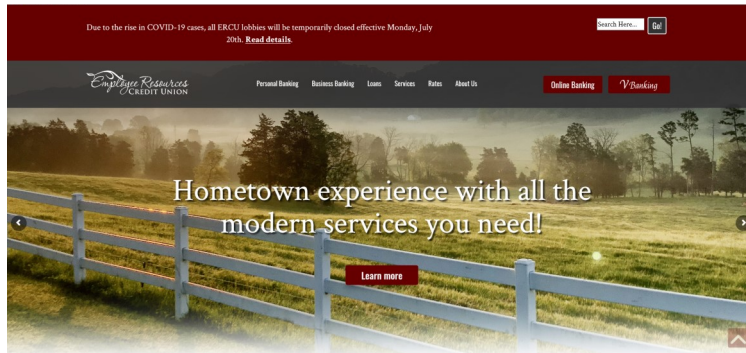 Due to the rise in COVID-19 cases, all ERCU lobbies will be temporarily closed effective Monday, July
20th. Read details.
Search Here...
Go!
Employee Resources
CREDIT UNION
Personal Banking
Business Banking
Loans
Services
Rates
About Us
Online Banking
V Banking
Hometown experience with all the
modern services you need!
Learn more